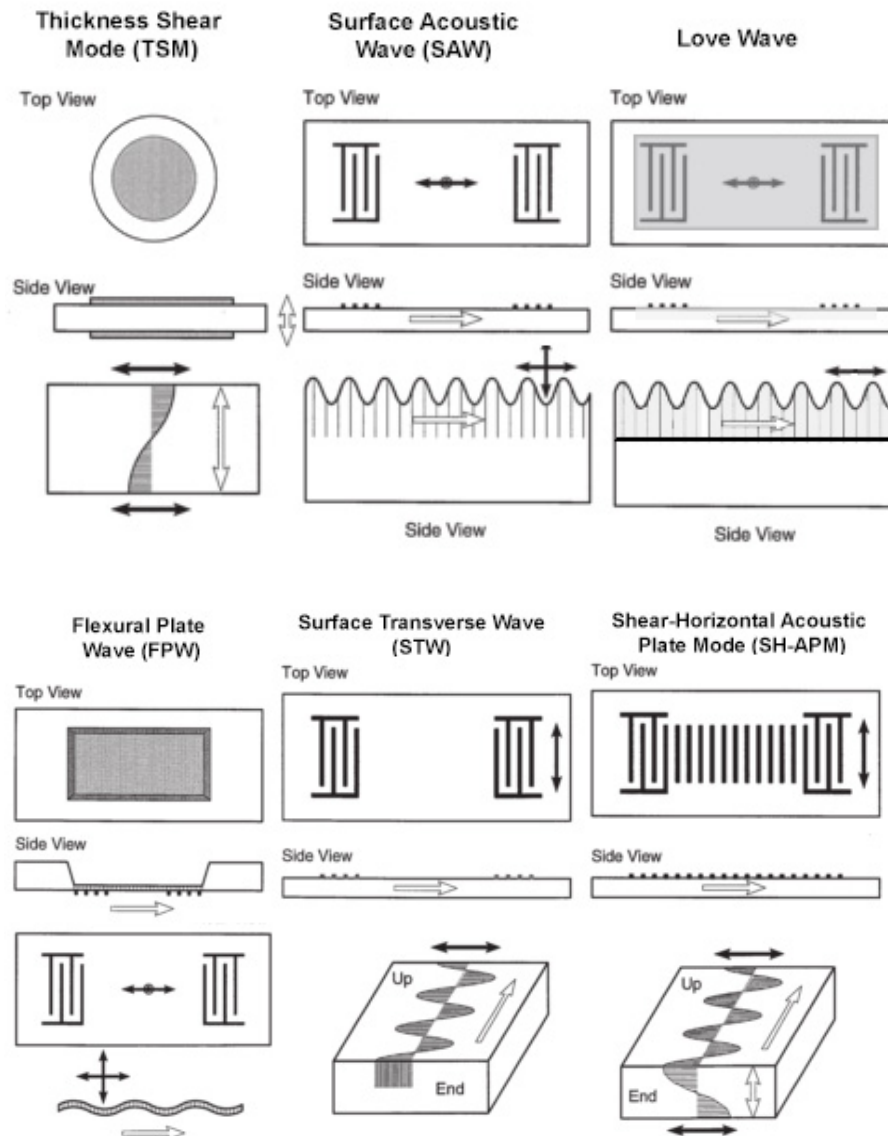 Thickness Shear
Mode (TSM)
Top View
Side View
Surface Acoustic
Wave (SAW)
Top View
Side View
Side View
Love Wave
Top View
Side View
Side View
Flexural Plate
Wave (FPW)
Top View
Side View
Surface Transverse Wave
(STW)
Top View
Side View
Up
End
Shear-Horizontal Acoustic
Plate Mode (SH-APM)
Top View
Side View
Up
End